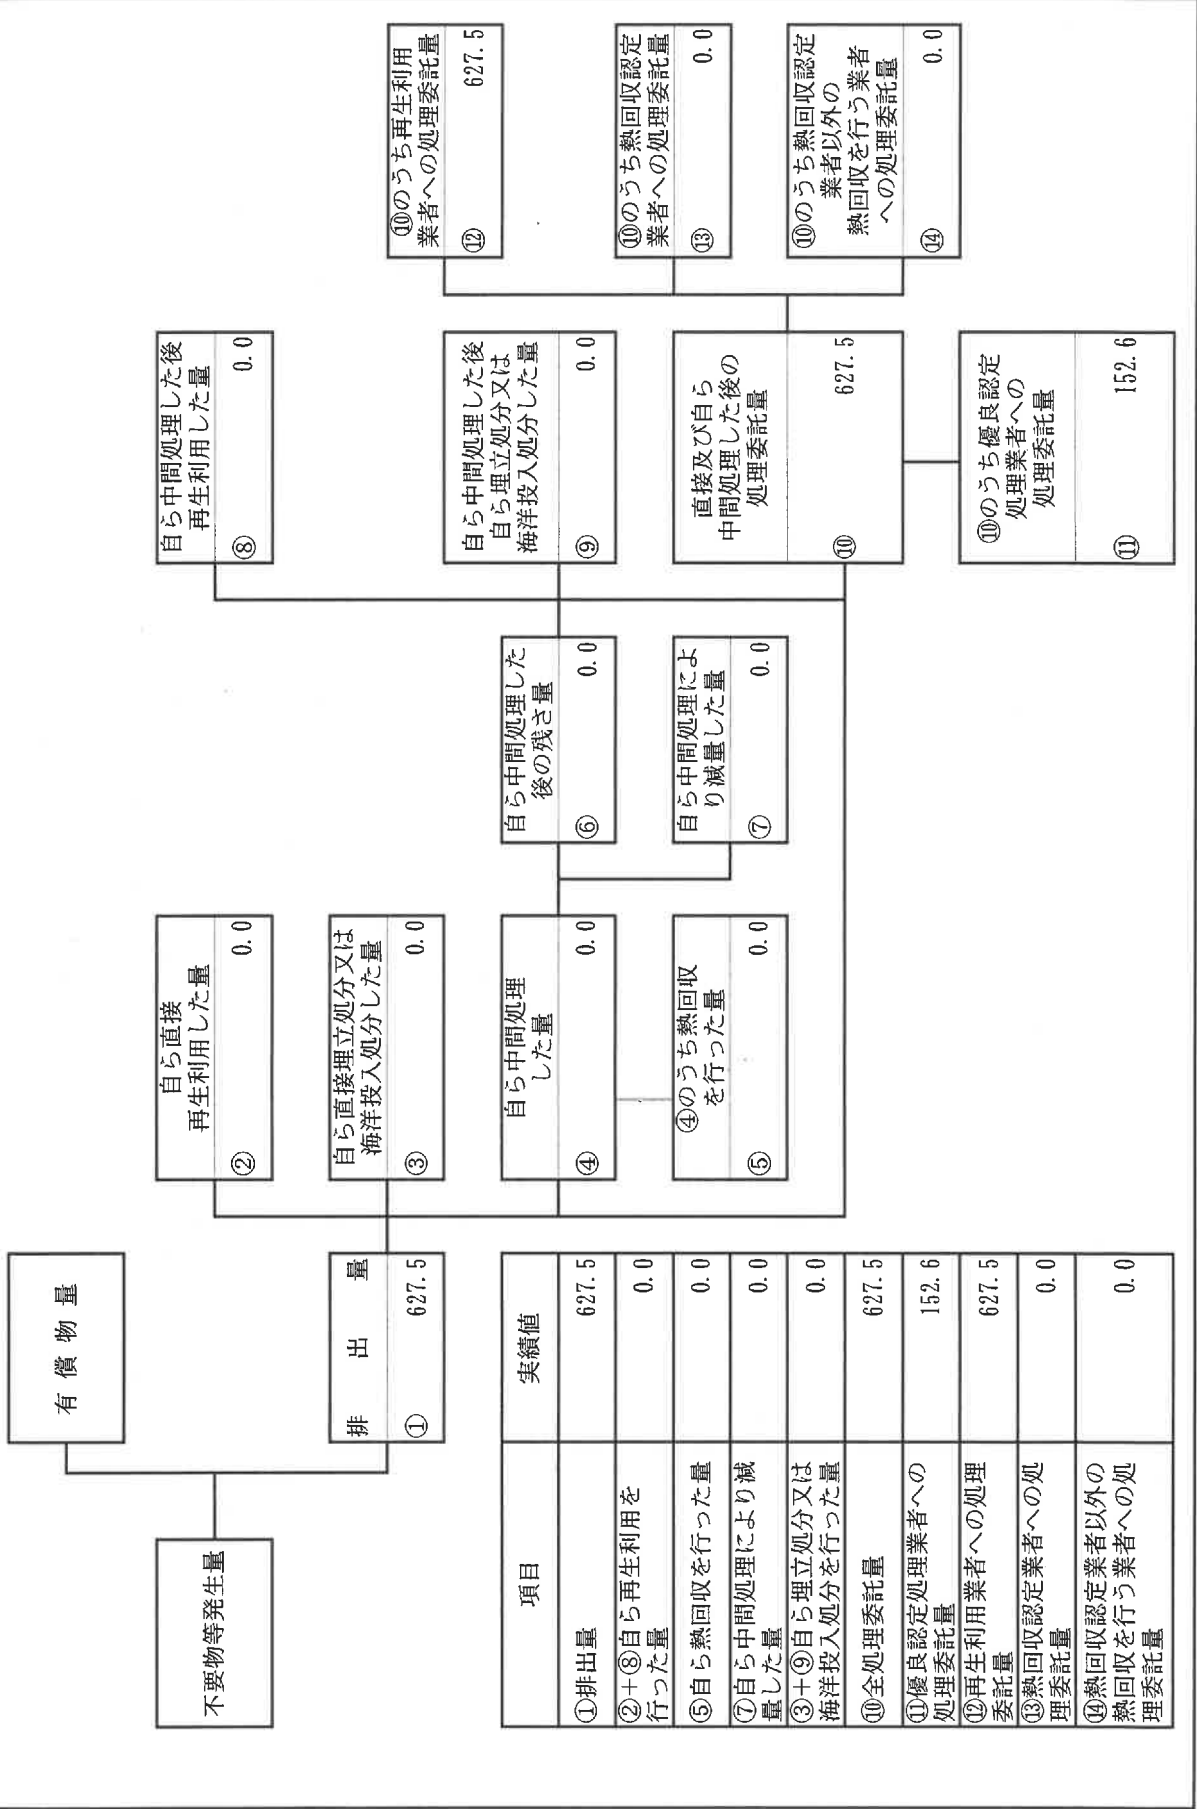 有償物量
不要物等発生量
排出量
① 627.5
自ら直接
再生利用した量
② 0.0
自ら直接埋立処分又は
海洋投入処分した量
③ 0.0
自ら中間処理
した量
④ 0.0
④のうち熱回収
を行った量
⑤ 0.0
自ら中間処理した
後の残さ量
⑥ 0.0
自ら中間処理によ
り減量した量
⑦ 0.0
自ら中間処理した後
再生利用した量
⑧ 0.0
自ら中間処理した後
自ら埋立処分又は
海洋投入処分した量
⑨ 0.0
直接及び自ら
中間処理した後の
処理委託量
⑩ 627.5
⑩のうち優良認定
処理業者への
処理委託量
⑪ 152.6
⑩のうち再生利用
業者への処理委託量
⑫ 627.5
⑩のうち熱回収認定
業者への処理委託量
⑬ 0.0
⑩のうち熱回収認定
業者以外の
熱回収を行う業者
への処理委託量
⑭ 0.0
項目 実績値
①排出量 627.5
②+⑧自ら再生利用を
行った量 0.0
⑤自ら熱回収を行った量 0.0
⑦自ら中間処理により減
量した量 0.0
③+⑨自ら埋立処分又は
海洋投入処分を行った量 0.0
⑩全処理委託量 627.5
⑪優良認定処理業者への
処理委託量 152.6
⑫再生利用業者への処理
委託量 627.5
⑬熱回収認定業者への処
理委託量 0.0
⑭熱回収認定業者以外の
熱回収を行う業者への処
理委託量 0.0